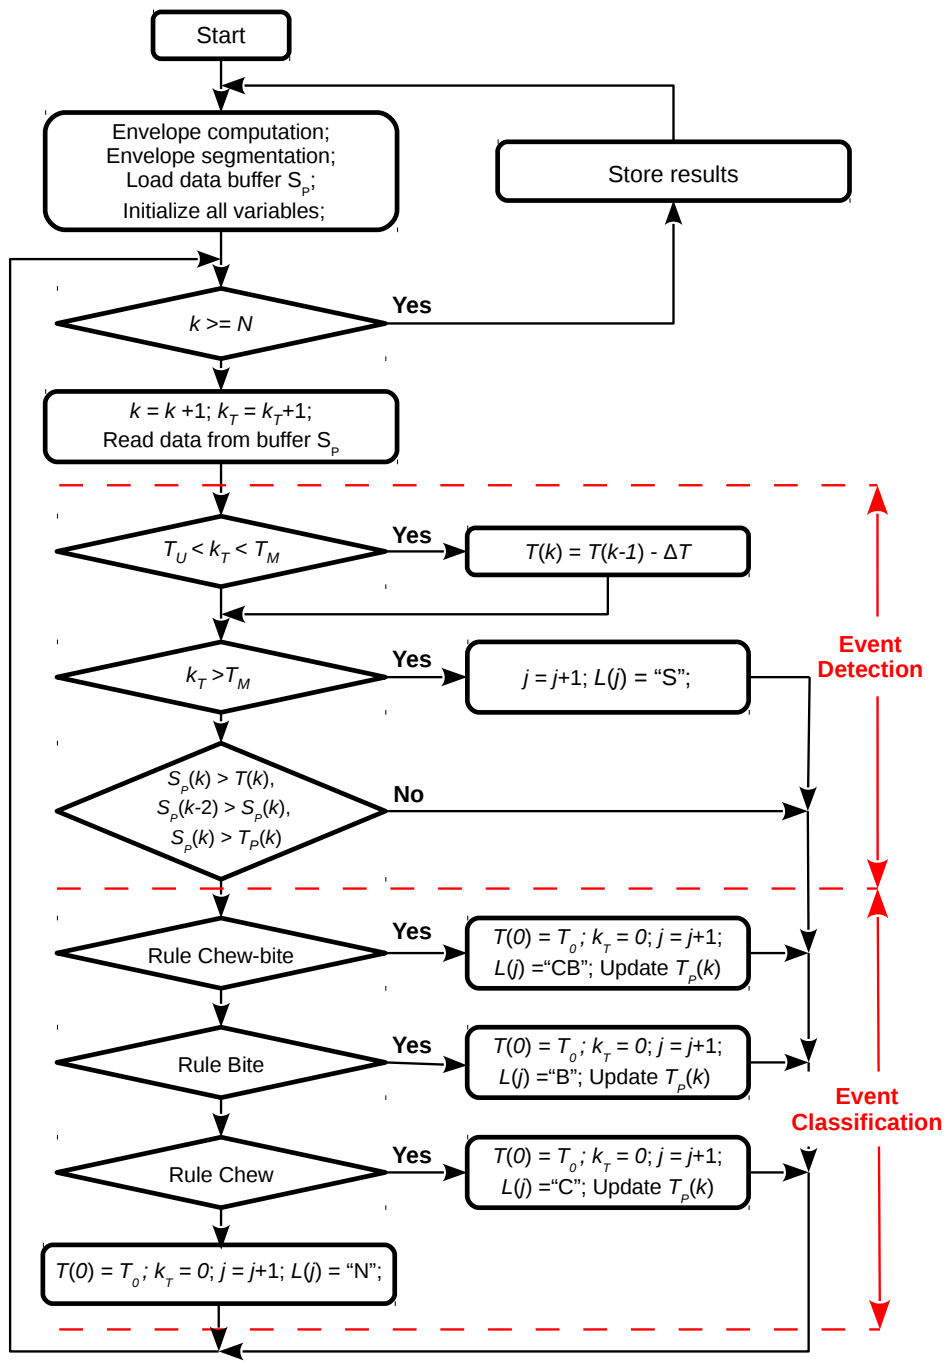 Start
Envelope computation;
Envelope segmentation;
Load data buffer S_P;
Initialize all variables;
Store results
k >= N
Yes
k = k +1; k_T = k_T+1;
Read data from buffer S_P
T_U < k_T < T_M
Yes
T(k) = T(k-1) - ΔT
k_T >T_M
Yes
j = j+1; L(j) = “S”;
Event
Detection
S_P(k) > T(k),
S_P(k-2) > S_P(k),
S_P(k) > T_P(k)
No
Rule Chew-bite
Yes
T(0) = T_0; k_T = 0; j = j+1;
L(j) =“CB”; Update T_P(k)
Rule Bite
Yes
T(0) = T_0; k_T = 0; j = j+1;
L(j) =“B”; Update T_P(k)
Event
Classification
Rule Chew
Yes
T(0) = T_0; k_T = 0; j = j+1;
L(j) =“C”; Update T_P(k)
T(0) = T_0; k_T = 0; j = j+1; L(j) = “N”;